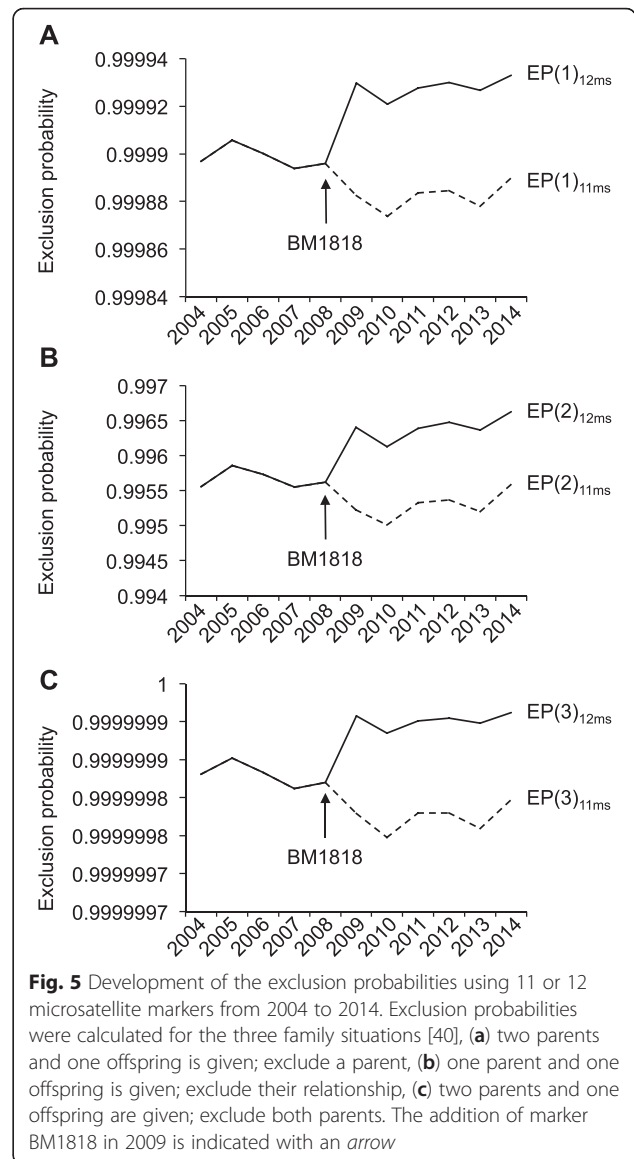 A
Exclusion probability
0.99994
0.99992
0.9999
0.99988
0.99986
0.99984
EP(1)12ms
EP(1)11ms
BM1818
2004 2005 2006 2007 2008 2009 2010 2011 2012 2013 2014
B
Exclusion probability
0.997
0.9965
0.996
0.9955
0.995
0.9945
0.994
EP(2)12ms
EP(2)11ms
BM1818
2004 2005 2006 2007 2008 2009 2010 2011 2012 2013 2014
C
Exclusion probability
1
0.9999999
0.9999999
0.9999998
0.9999998
0.9999997
0.9999997
EP(3)12ms
EP(3)11ms
BM1818
2004 2005 2006 2007 2008 2009 2010 2011 2012 2013 2014
Fig. 5 Development of the exclusion probabilities using 11 or 12
microsatellite markers from 2004 to 2014. Exclusion probabilities
were calculated for the three family situations [40], (a) two parents
and one offspring is given; exclude a parent, (b) one parent and one
offspring is given; exclude their relationship, (c) two parents and one
offspring are given; exclude both parents. The addition of marker
BM1818 in 2009 is indicated with an arrow